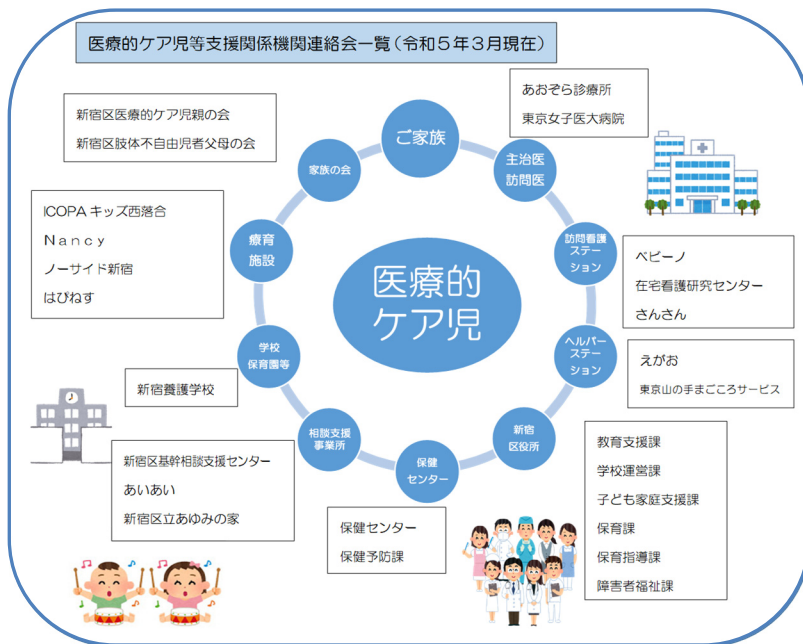 医療的ケア児等支援関係機関連絡会一覧(令和5年3月現在)
新宿区医療的ケア児親の会
新宿区肢体不自由児者父母の会
あおぞら診療所
東京女子医大病院
ご家族
家族の会
主治医
訪問医
ICOPAキッズ西落合
Nancy
ノーサイド新宿
はぴねす
療育
施設
訪問看護
ステー
ション
ベビーノ
在宅看護研究センター
さんさん
医療的
ケア児
学校
保育園等
ヘルパー
ステー
ション
えがお
東京山の手まごころサービス
新宿養護学校
相談支援
事業所
保健
センター
新宿
区役所
新宿区基幹相談支援センター
あいあい
新宿区立あゆみの家
保健センター
保健予防課
教育支援課
学校運営課
子ども家庭支援課
保育課
保育指導課
障害者福祉課